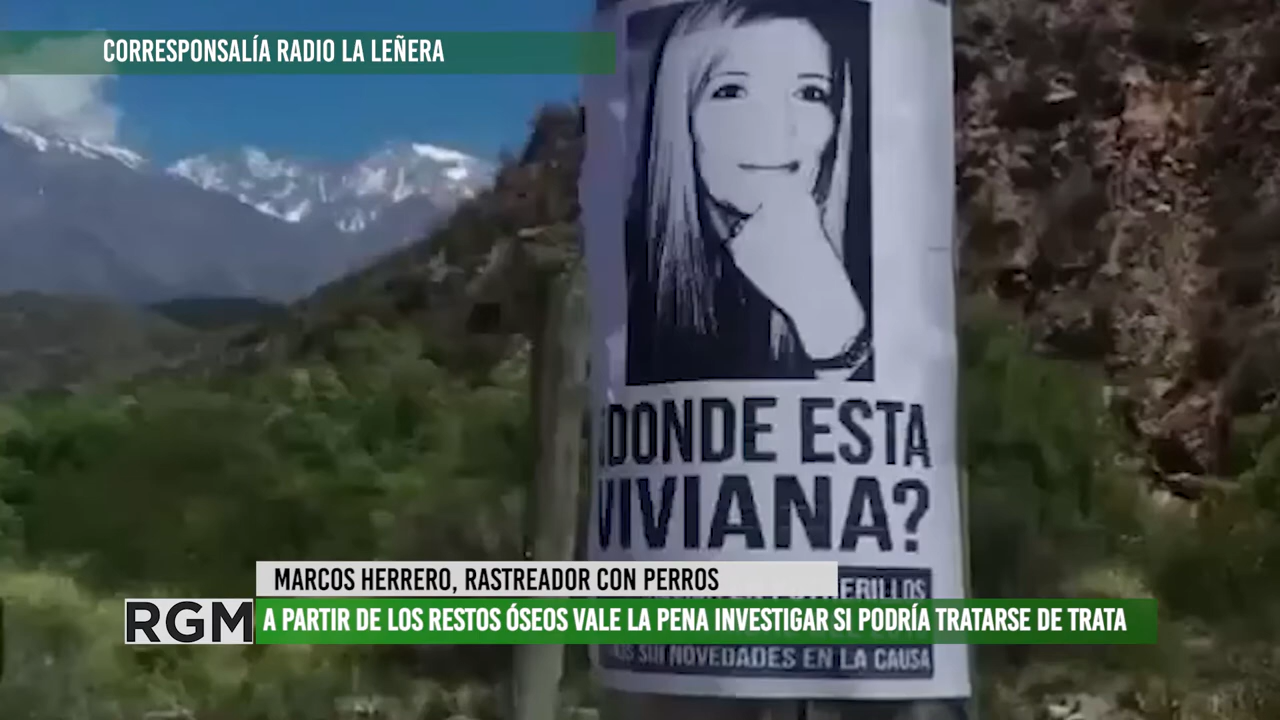 CORRESPONSALÍA RADIO LA LEÑERA
¿DONDE ESTA
VIVIANA?
MARCOS HERRERO, RASTREADOR CON PERROS
RGM
A PARTIR DE LOS RESTOS ÓSEOS VALE LA PENA INVESTIGAR SI PODRÍA TRATARSE DE TRATA
NOVEDADES EN LA CAUSA